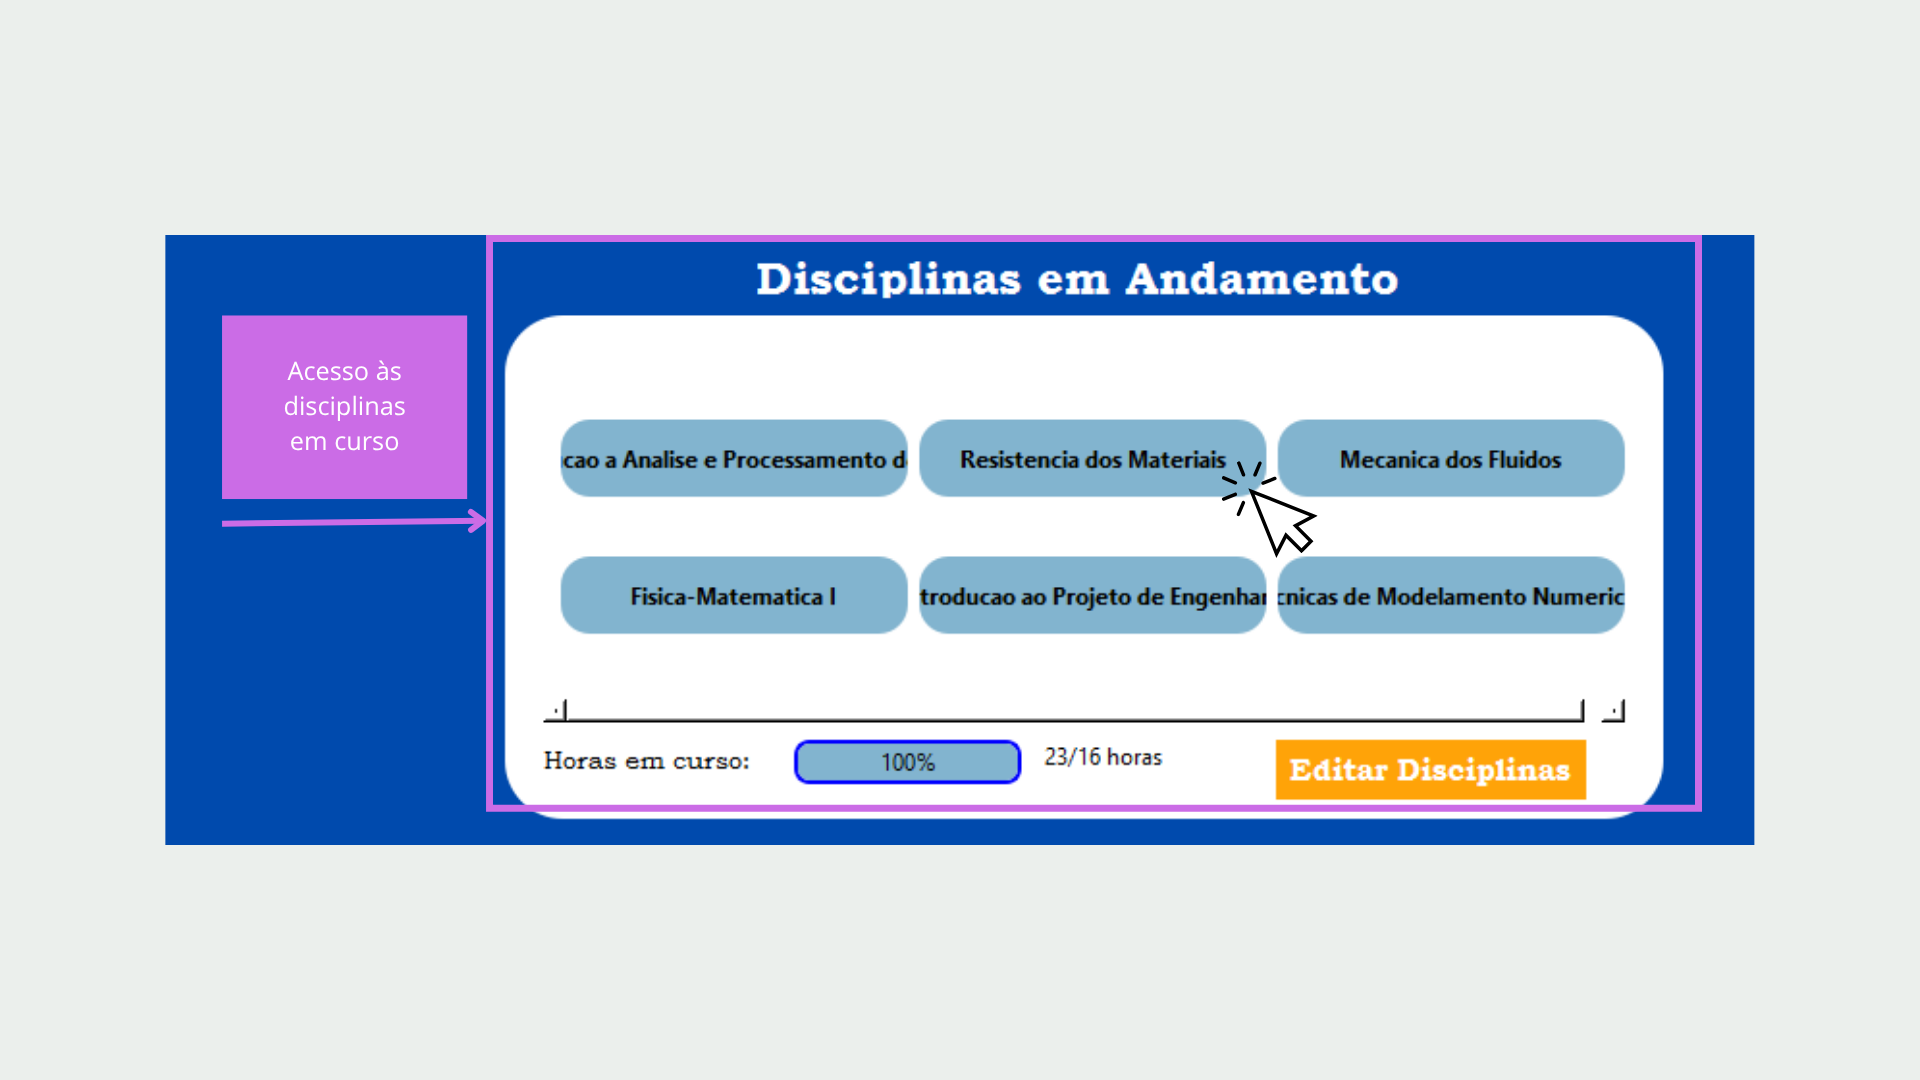 Disciplinas em Andamento
Acesso às
disciplinas
em curso
cao a Analise e Processamento d
Resistencia dos Materiais
Mecanica dos Fluidos
Fisica-Matematica I
troducao ao Projeto de Engenhar
cnicas de Modelamento Numeric
Horas em curso:
100%
23/16 horas
Editar Disciplinas